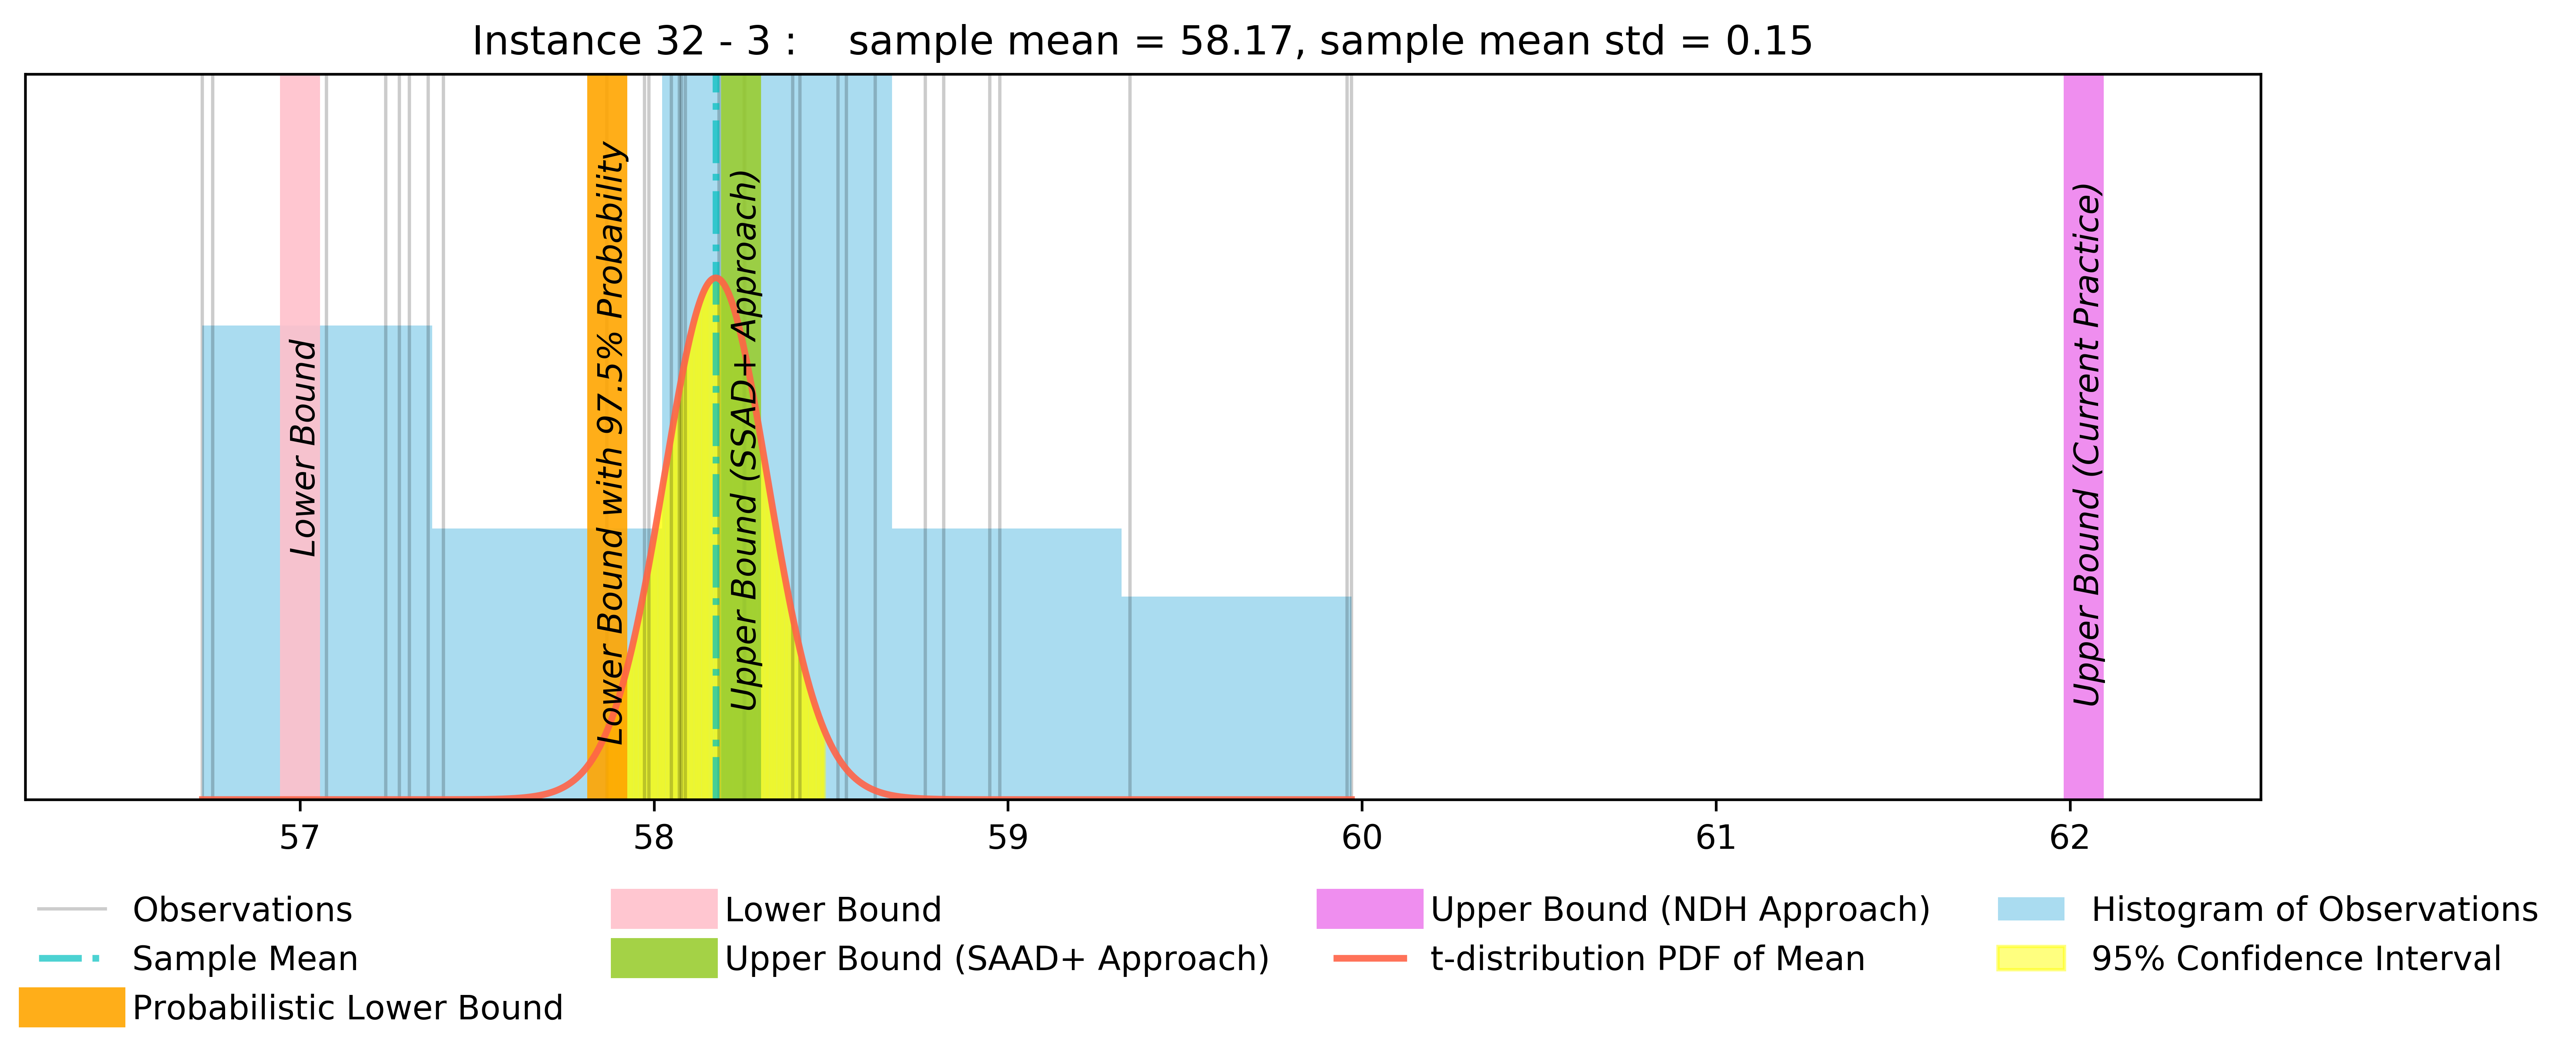 Instance 32 - 3 :    sample mean = 58.17, sample mean std = 0.15
Lower Bound
Lower Bound with 97.5% Probability
Upper Bound (SSAD+ Approach)
Upper Bound (Current Practice)
57
58
59
60
61
62
Observations
Sample Mean
Probabilistic Lower Bound
Lower Bound
Upper Bound (SAAD+ Approach)
Upper Bound (NDH Approach)
t-distribution PDF of Mean
Histogram of Observations
95% Confidence Interval